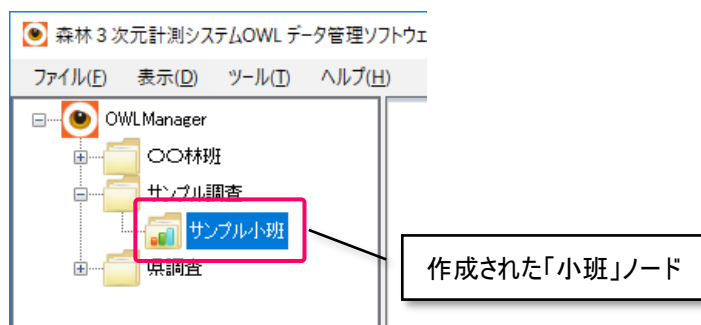 森林３次元計測システムOWL データ管理ソフトウェ
ファイル(F) 表示(D) ツール(T) ヘルプ(H)
OWLManager
〇〇林班
サンプル調査
サンプル小班
県調査
作成された「小班」ノード